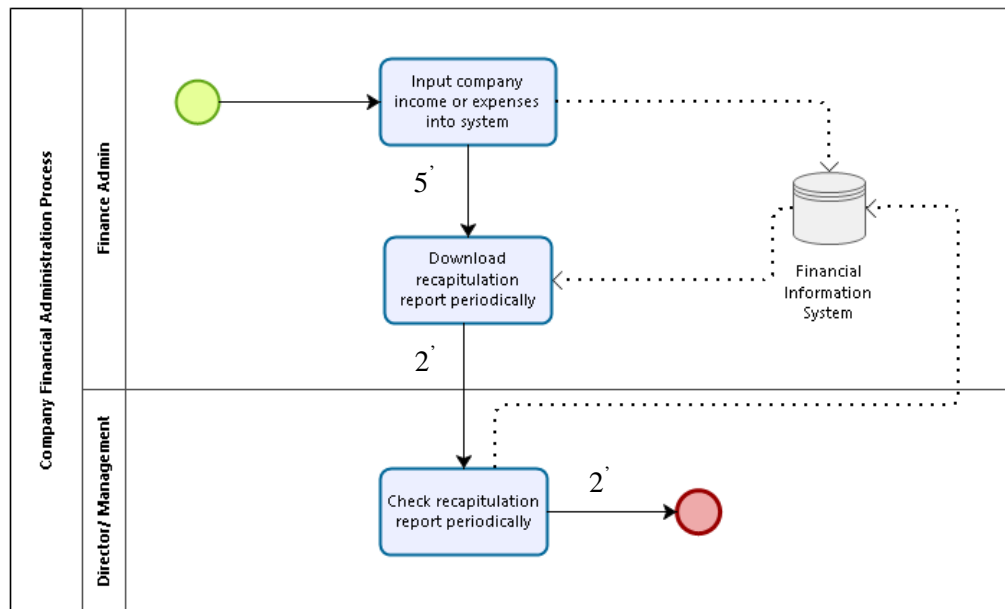 Company Financial Administration Process
Finance Admin
Input company
income or expenses
into system
5’
Download
recapitulation
report periodically
Financial
Information
System
2’
Director/ Management
Check recapitulation
report periodically
2’